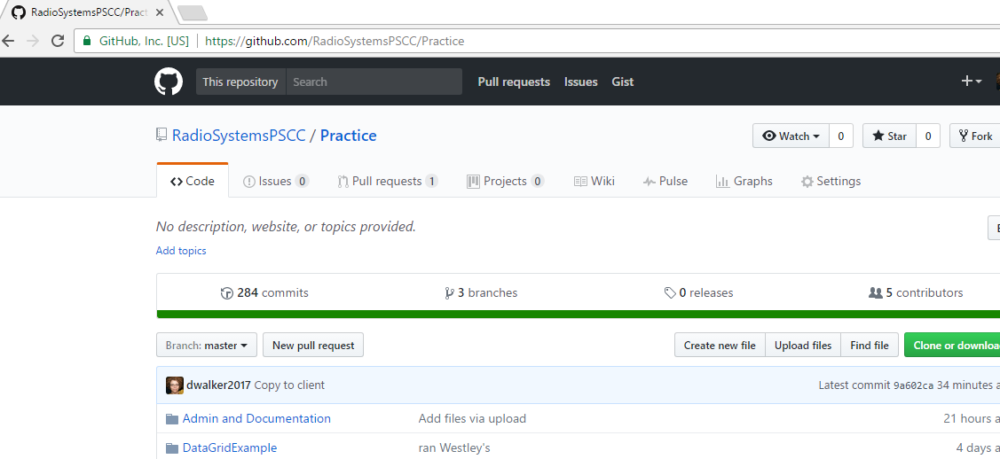 RadioSystemsPSCC/Pract
GitHub, Inc. [US] https://github.com/RadioSystemsPSCC/Practice
This repository Search Pull requests Issues Gist
RadioSystemsPSCC / Practice Watch 0 Star 0 Fork
Code Issues 0 Pull requests 1 Projects 0 Wiki Pulse Graphs Settings
No description, website, or topics provided.
Add topics
284 commits 3 branches 0 releases 5 contributors
Branch: master New pull request Create new file Upload files Find file Clone or download
dwalker2017 Copy to client Latest commit 9a602ca 34 minutes a
Admin and Documentation Add files via upload 21 hours a
DataGridExample ran Westley's 4 days a